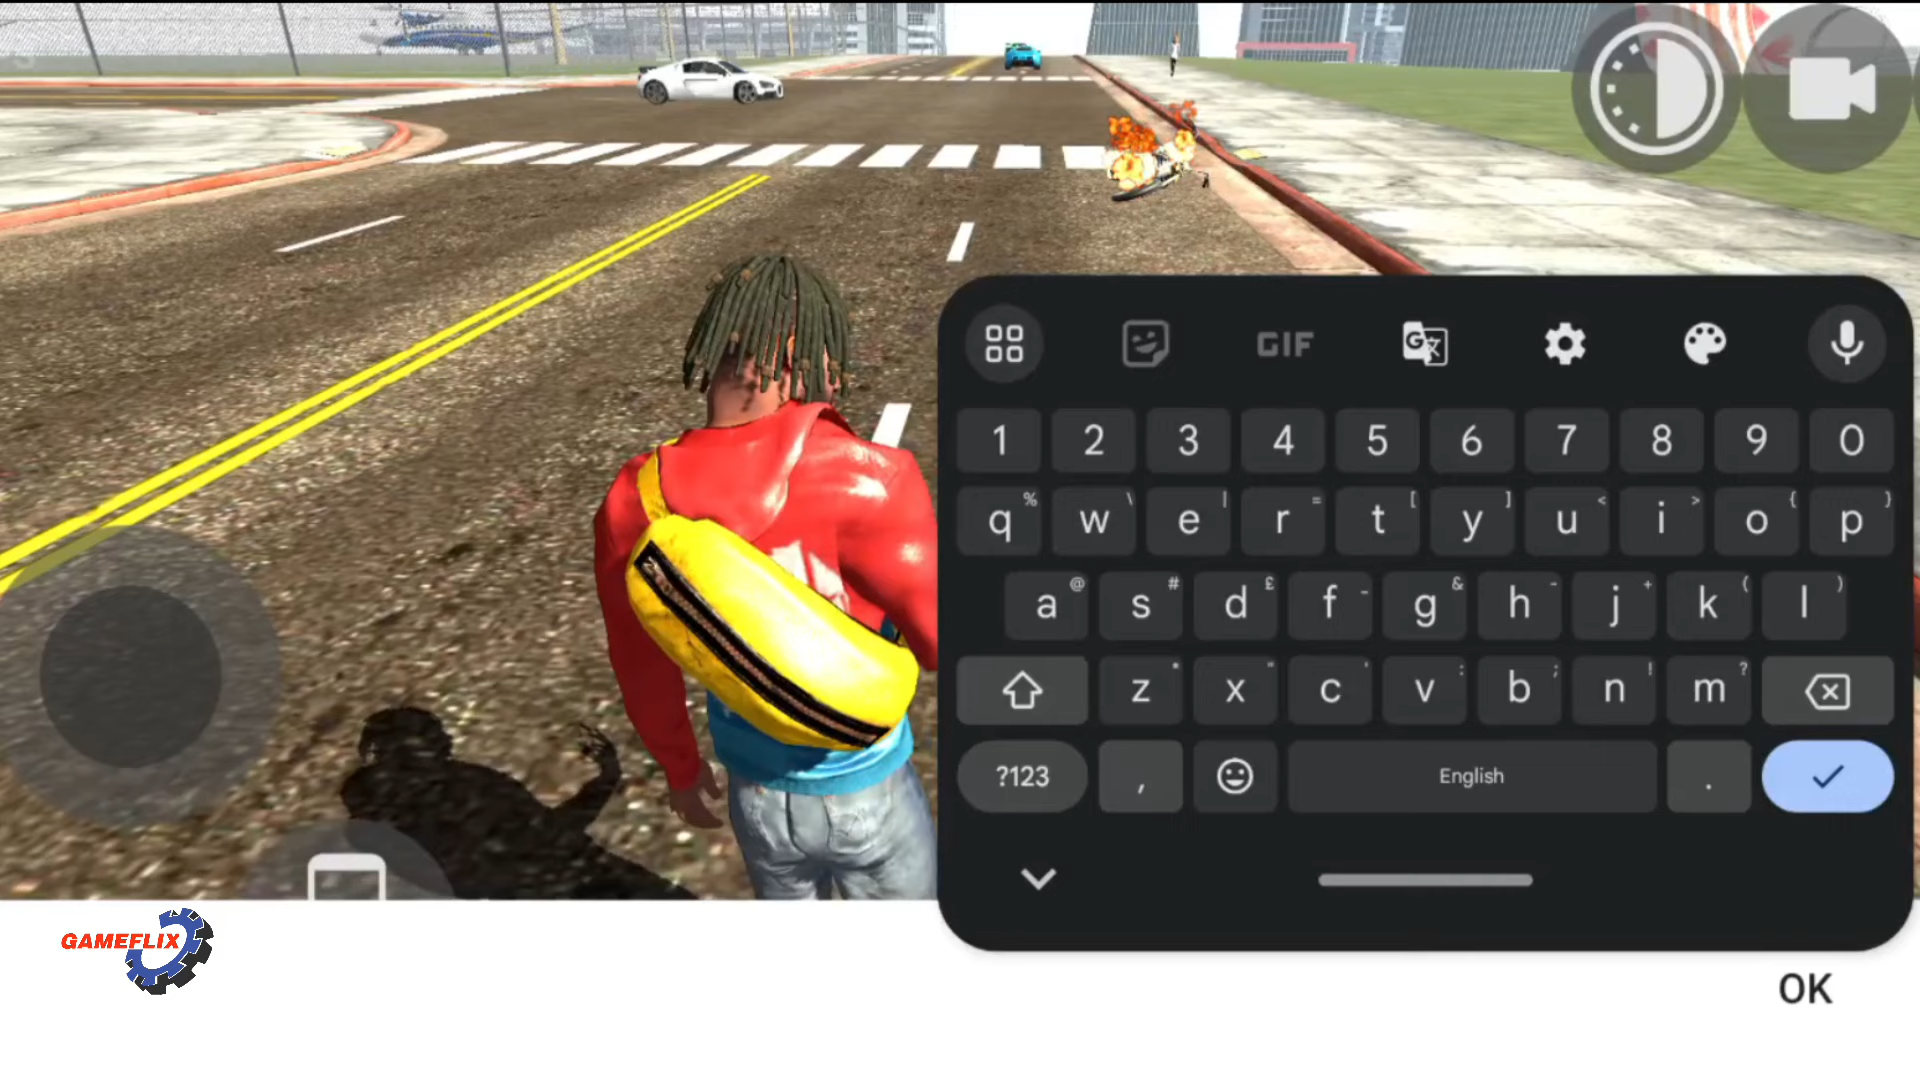 GIF
1 2 3 4 5 6 7 8 9 0
q % w \ e | r = t [ y ] u < i > o { p }
a @ s # d £ f - g & h - j + k ( l )
z * x " c ' v : b ; n ! m ?
?123 , English .
GAMEFLIX
OK